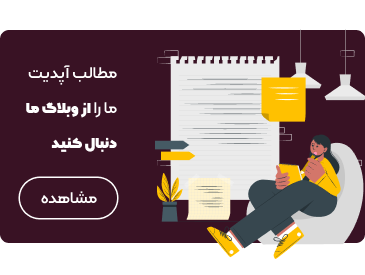 مطالب آپدیت
ما را از وبلاگ ما
دنبال کنید
مشاهده